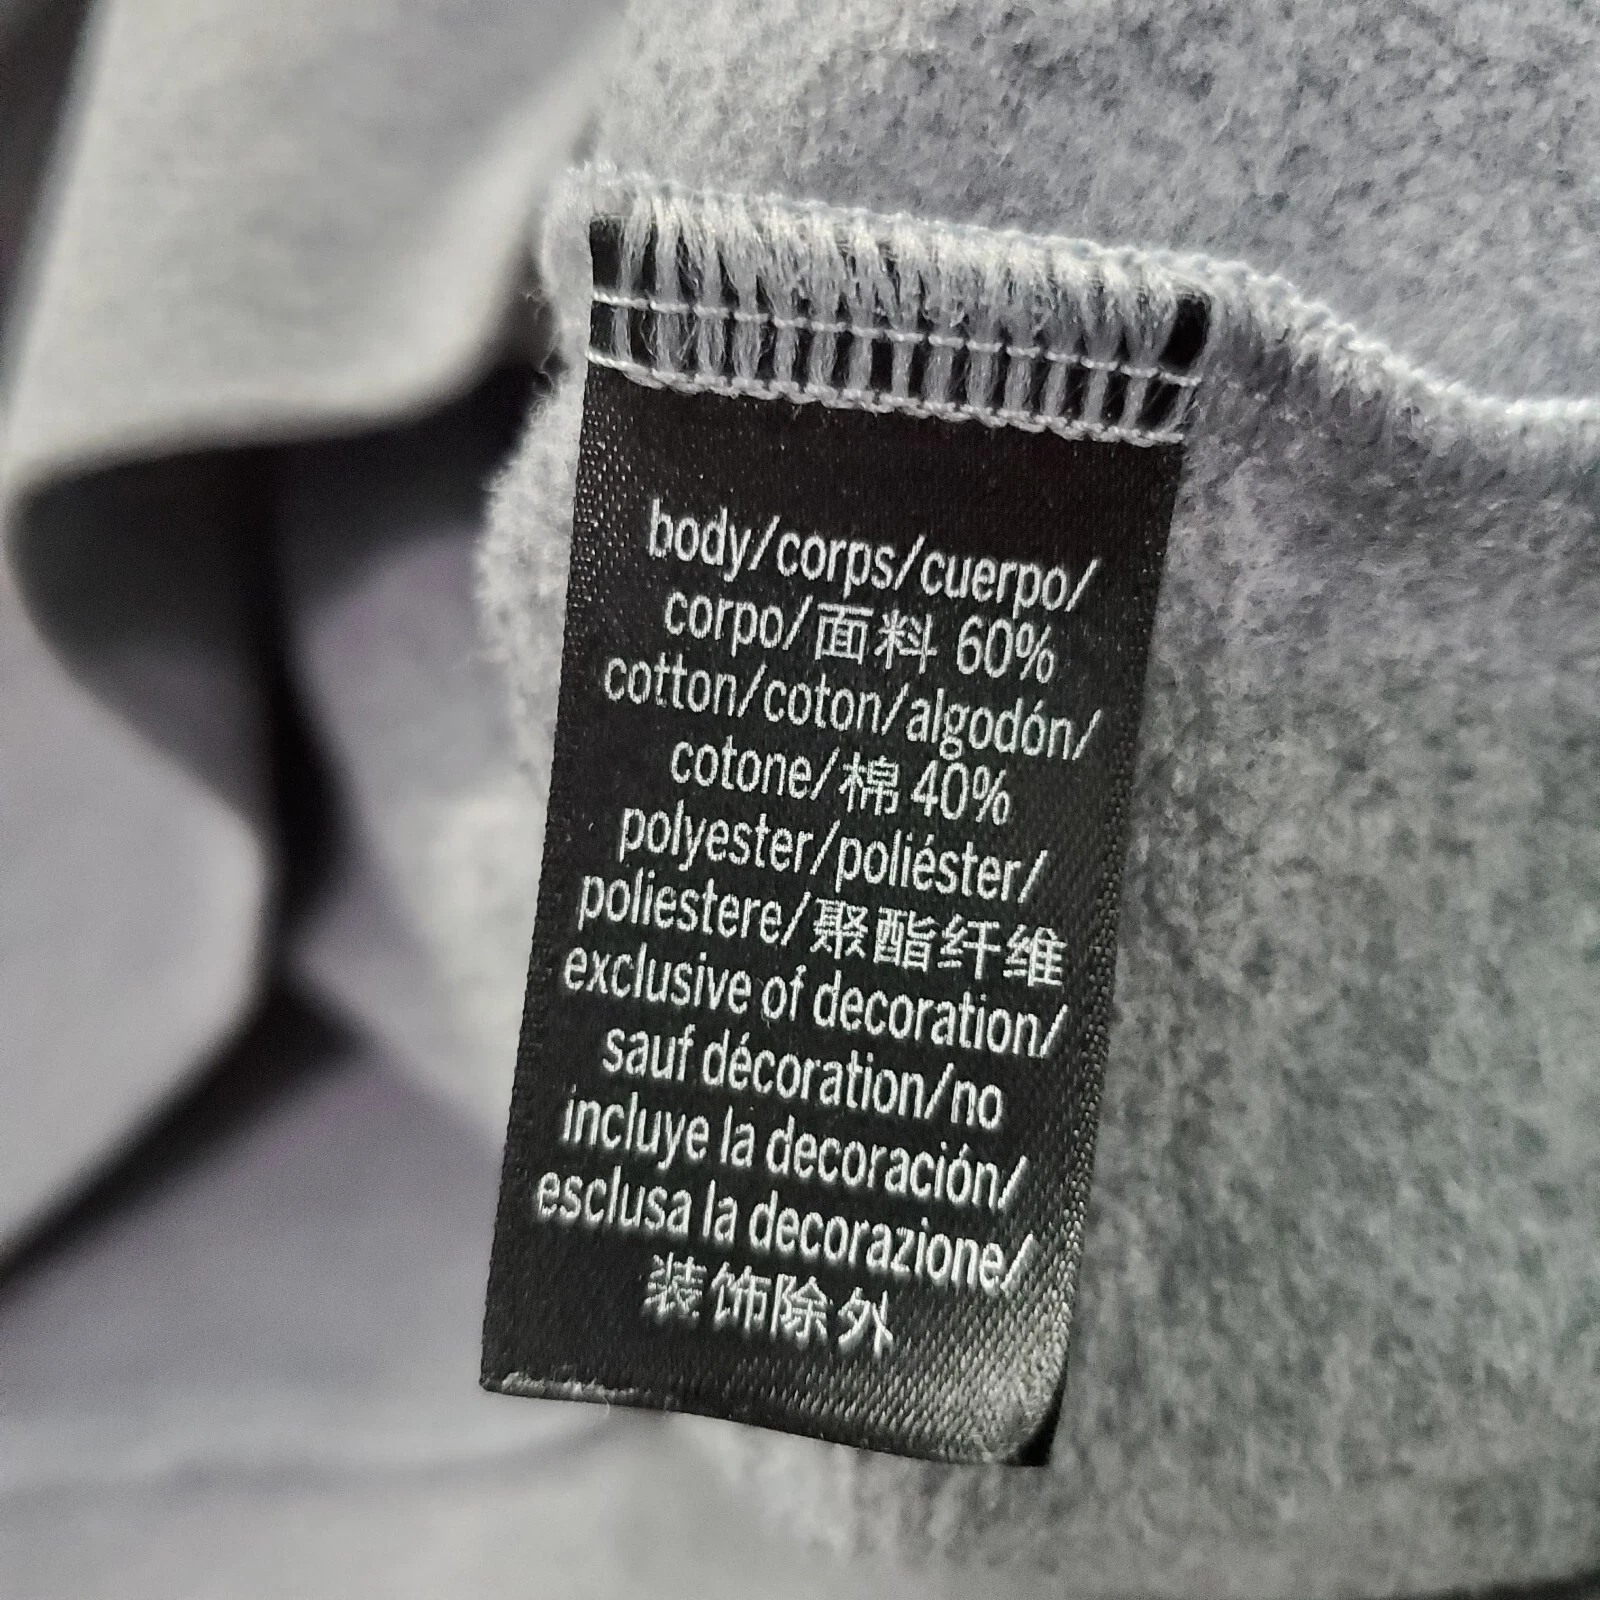 body/corps/cuerpo/
corpo/面料 60%
cotton/coton/algodón/
cotone/棉 40%
polyester/poliéster/
poliestere/聚酯纤维
exclusive of decoration/
sauf décoration/no
incluye la decoración/
esclusa la decorazione/
装饰除外